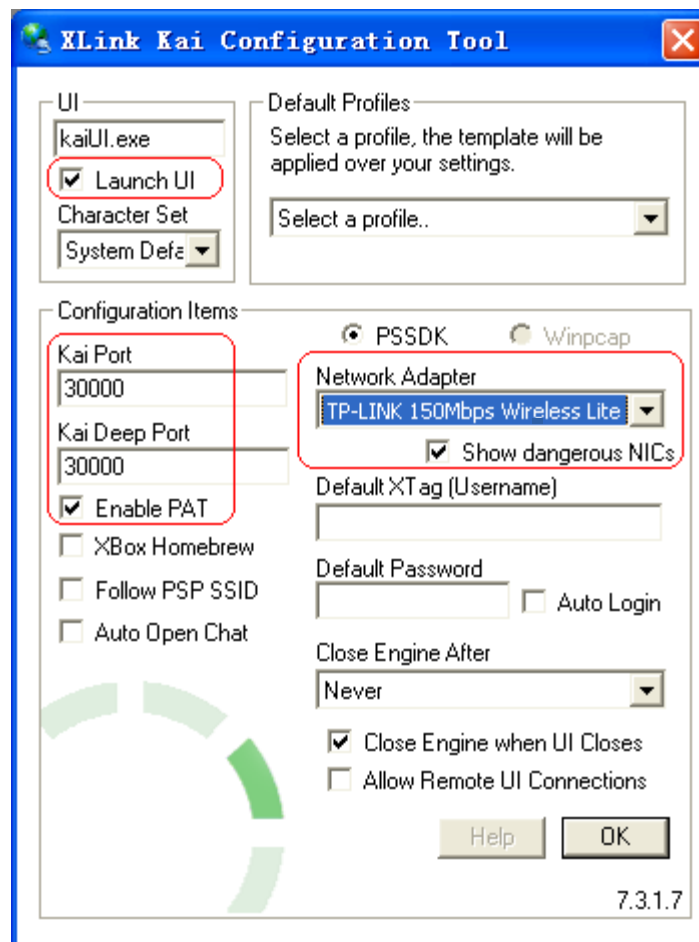 XLink Kai Configuration Tool
UI
kaiUI.exe
Launch UI
Character Set
System Defa
Default Profiles
Select a profile, the template will be
applied over your settings.
Select a profile..
Configuration Items
Kai Port
30000
Kai Deep Port
30000
Enable PAT
XBox Homebrew
Follow PSP SSID
Auto Open Chat
PSSDK
Winpcap
Network Adapter
TP-LINK 150Mbps Wireless Lite
Show dangerous NICs
Default XTag (Username)
Default Password
Auto Login
Close Engine After
Never
Close Engine when UI Closes
Allow Remote UI Connections
Help
OK
7.3.1.7